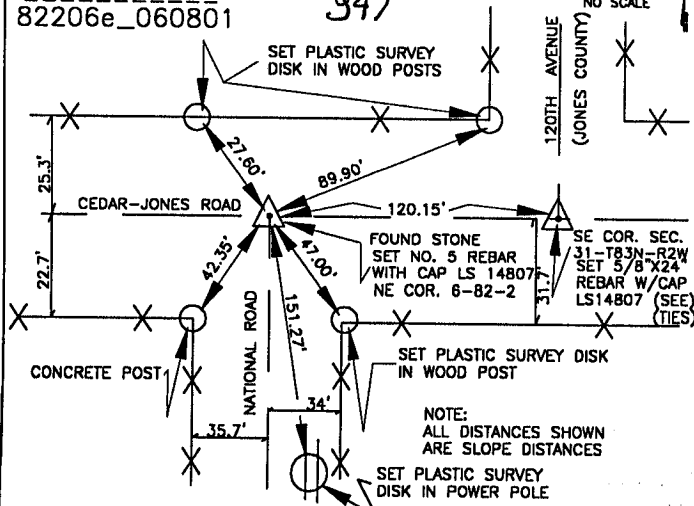 82206e_060801
347
NO SCALE
SET PLASTIC SURVEY
DISK IN WOOD POSTS
120TH AVENUE
(JONES COUNTY)
27.60'
89.90'
25.3'
CEDAR-JONES ROAD
120.15'
22.7'
42.35'
47.00'
FOUND STONE
SET NO. 5 REBAR
WITH CAP LS 14807
NE COR. 6-82-2
31.7'
SE COR. SEC.
31-T83N-R2W
SET 5/8"X24"
REBAR W/CAP
LS14807 (SEE)
(TIES)
151.27'
NATIONAL ROAD
CONCRETE POST
SET PLASTIC SURVEY DISK
IN WOOD POST
35.7'
34'
NOTE:
ALL DISTANCES SHOWN
ARE SLOPE DISTANCES
SET PLASTIC SURVEY
DISK IN POWER POLE